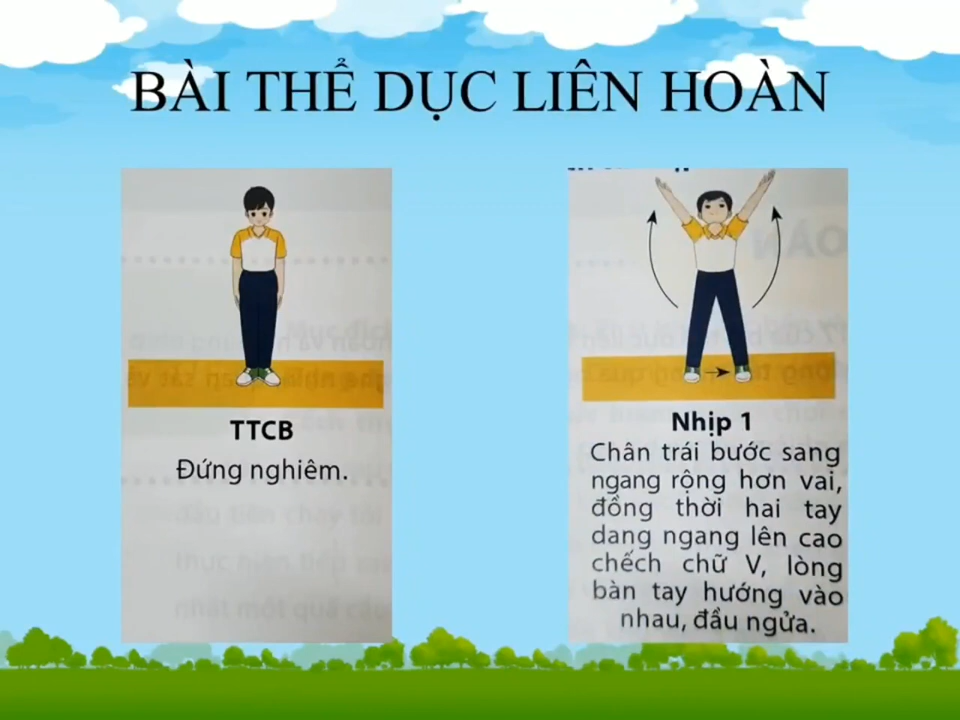 BÀI THỂ DỤC LIÊN HOÀN
TTCB
Đứng nghiêm.
Nhịp 1
Chân trái bước sang
ngang rộng hơn vai,
đồng thời hai tay
dang ngang lên cao
chếch chữ V, lòng
bàn tay hướng vào
nhau, đầu ngửa.